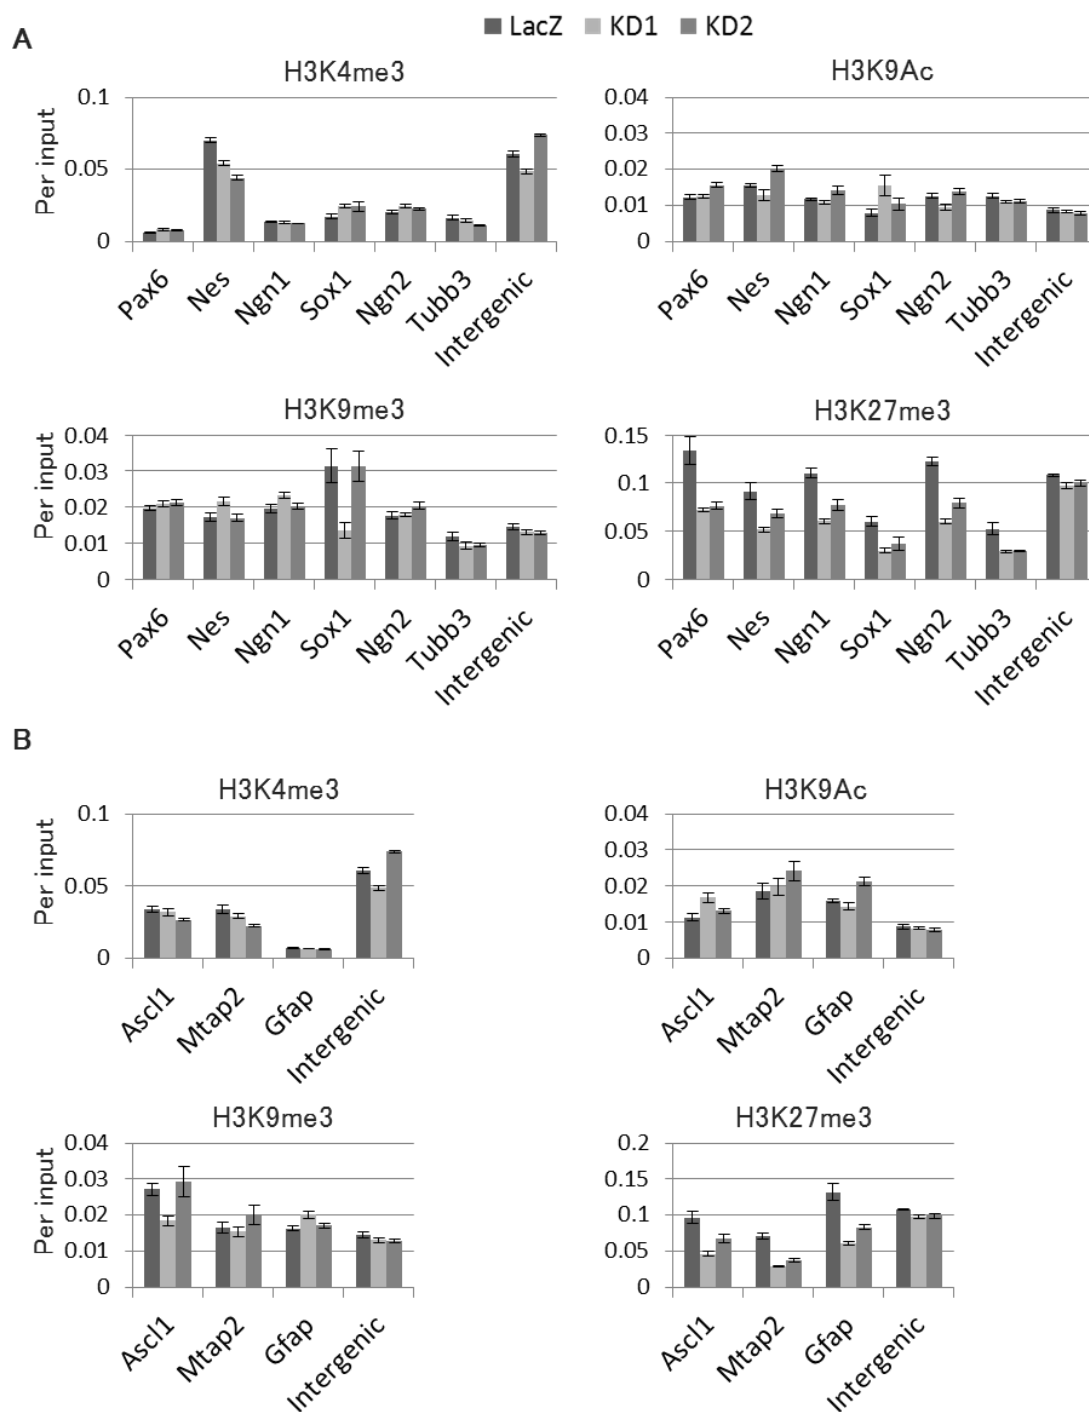 LacZ KD1 KD2
A
H3K4me3
Per input
0.1
0.05
0
Pax6 Nes Ngn1 Sox1 Ngn2 Tubb3 Intergenic
H3K9Ac
0.04
0.03
0.02
0.01
0
Pax6 Nes Ngn1 Sox1 Ngn2 Tubb3 Intergenic
H3K9me3
Per input
0.04
0.03
0.02
0.01
0
Pax6 Nes Ngn1 Sox1 Ngn2 Tubb3 Intergenic
H3K27me3
0.15
0.1
0.05
0
Pax6 Nes Ngn1 Sox1 Ngn2 Tubb3 Intergenic
B
H3K4me3
Per input
0.1
0.05
0
Ascl1 Mtap2 Gfap Intergenic
H3K9Ac
0.04
0.03
0.02
0.01
0
Ascl1 Mtap2 Gfap Intergenic
H3K9me3
Per input
0.04
0.03
0.02
0.01
0
Ascl1 Mtap2 Gfap Intergenic
H3K27me3
0.2
0.15
0.1
0.05
0
Ascl1 Mtap2 Gfap Intergenic